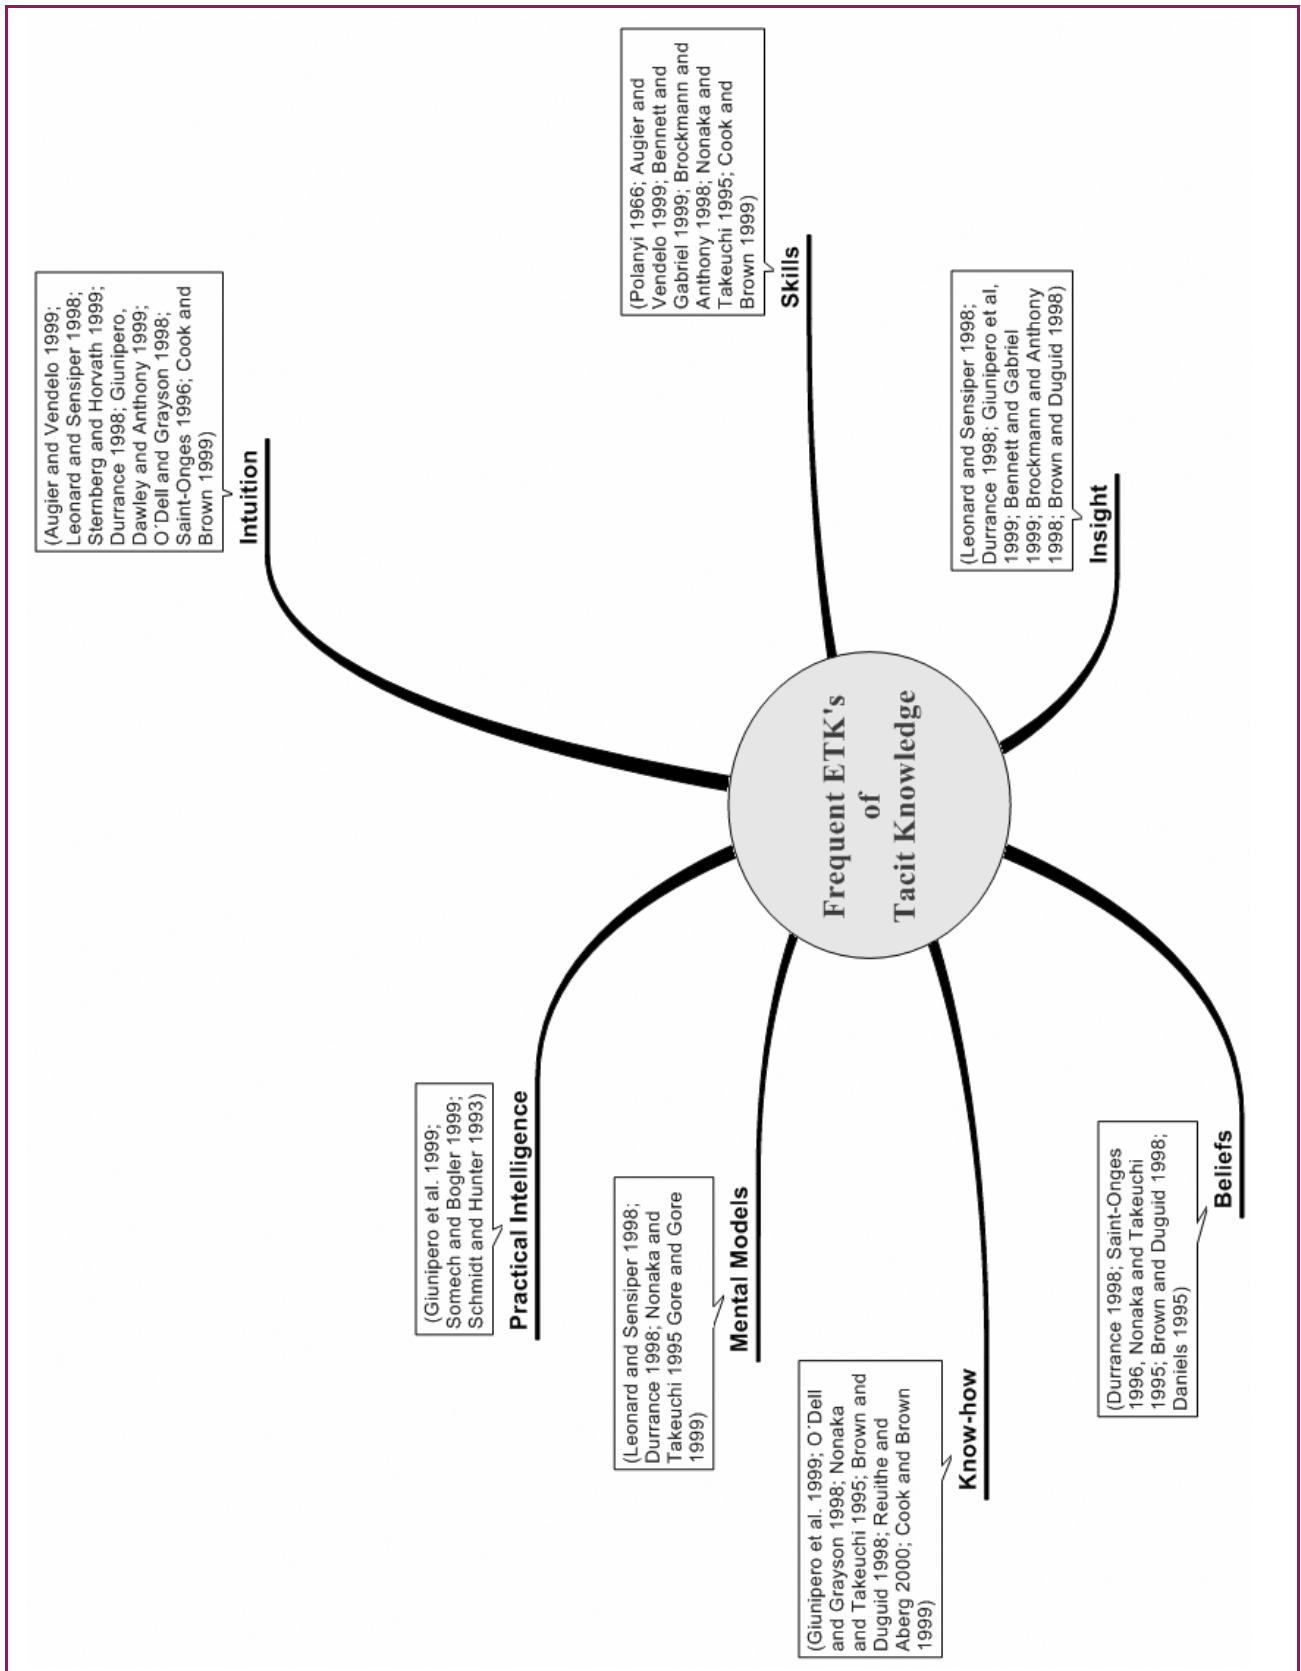 Frequent ETK's
of
Tacit Knowledge
(Augier and Vendelo 1999;
Leonard and Sensiper 1998;
Sternberg and Horvath 1999;
Durrance 1998; Giunipero,
Dawley and Anthony 1999;
O´Dell and Grayson 1998;
Saint-Onges 1996; Cook and
Brown 1999)
Intuition
(Polanyi 1966; Augier and
Vendelo 1999; Bennett and
Gabriel 1999; Brockmann and
Anthony 1998; Nonaka and
Takeuchi 1995; Cook and
Brown 1999)
Skills
(Leonard and Sensiper 1998;
Durrance 1998; Giunipero et al,
1999; Bennett and Gabriel
1999; Brockmann and Anthony
1998; Brown and Duguid 1998)
Insight
(Giunipero et al. 1999;
Somech and Bogler 1999;
Schmidt and Hunter 1993)
Practical Intelligence
(Leonard and Sensiper 1998;
Durrance 1998; Nonaka and
Takeuchi 1995 Gore and Gore
1999)
Mental Models
(Giunipero et al. 1999; O´Dell
and Grayson 1998; Nonaka
and Takeuchi 1995; Brown and
Duguid 1998; Reuithe and
Aberg 2000; Cook and Brown
1999)
Know-how
(Durrance 1998; Saint-Onges
1996, Nonaka and Takeuchi
1995; Brown and Duguid 1998;
Daniels 1995)
Beliefs